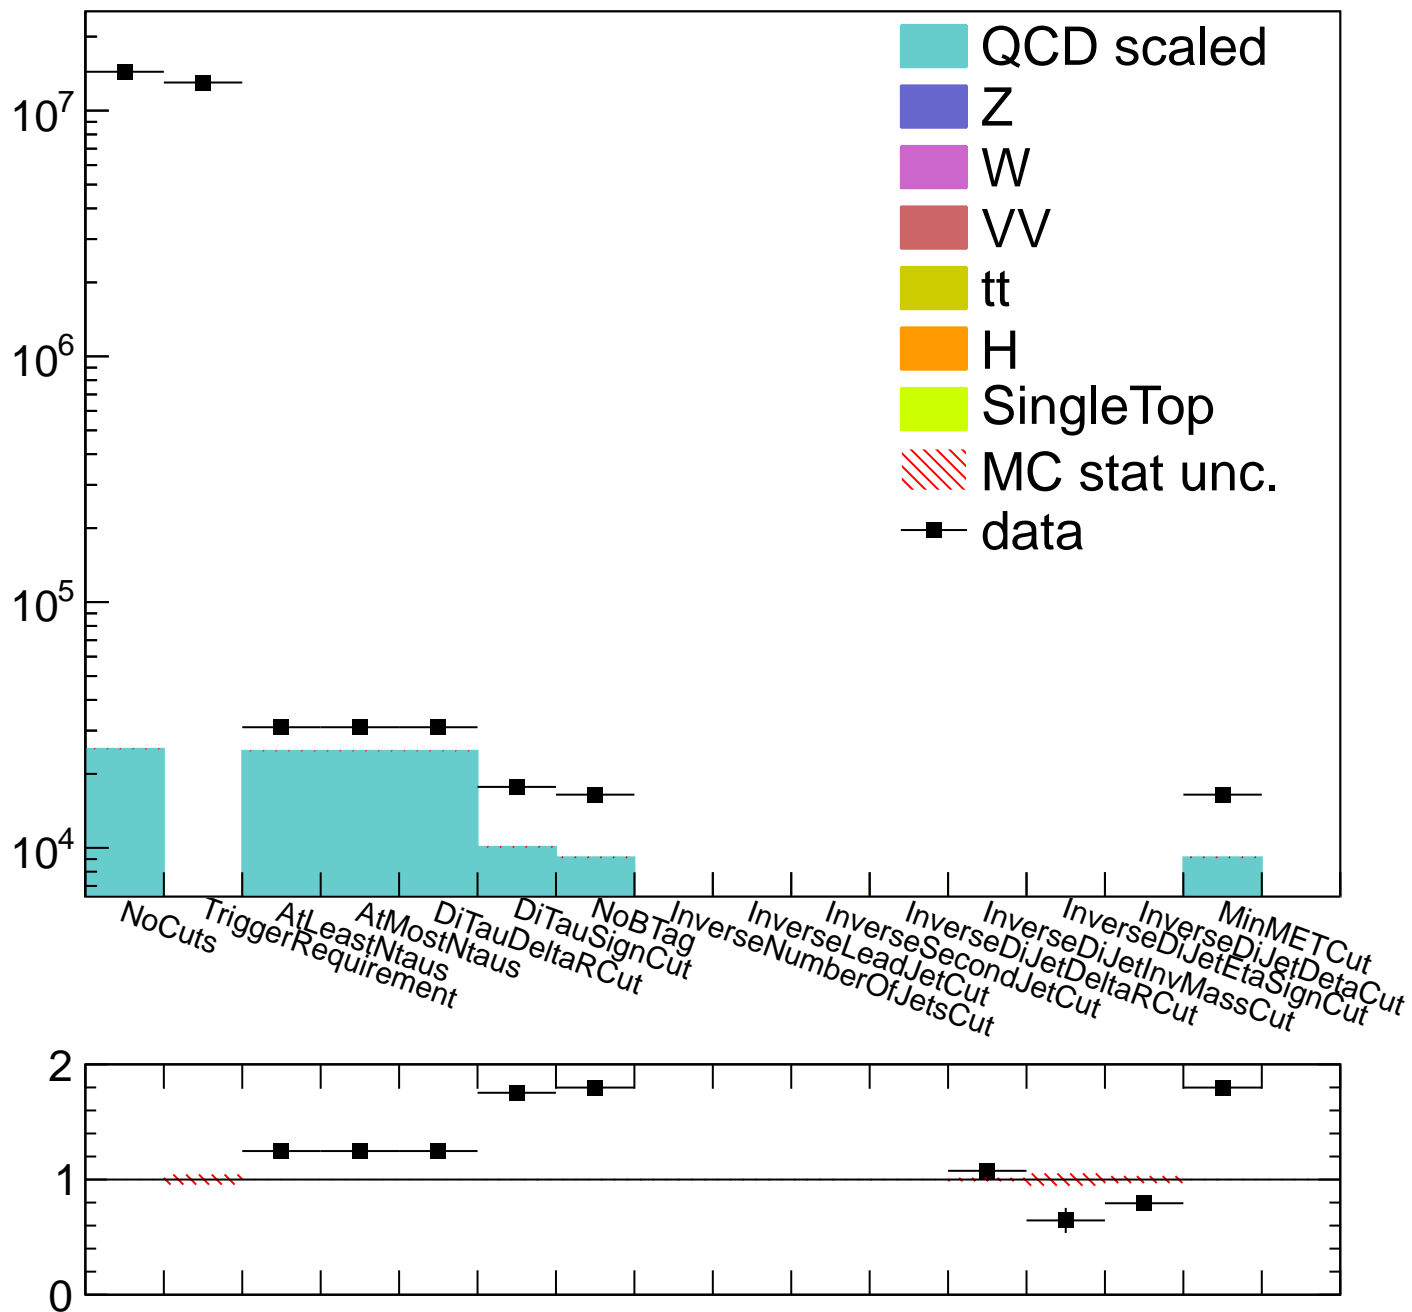 10^7
10^6
10^5
10^4
QCD scaled
Z
W
VV
tt
H
SingleTop
MC stat unc.
data
NoCuts
TriggerRequirement
AtLeastNtaus
AtMostNtaus
DiTauDeltaRCut
DiTauSignCut
NoBTag
InverseNumberOfJetsCut
InverseLeadJetCut
InverseSecondJetCut
InverseDiJetDeltaRCut
InverseDiJetInvMassCut
InverseDiJetEtaSignCut
InverseDiJetDetaCut
MinMETCut
2
1
0